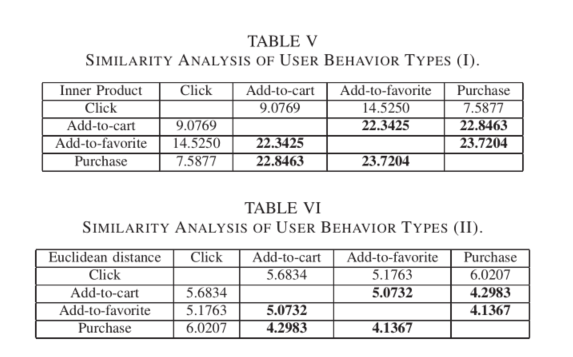 TABLE V
SIMILARITY ANALYSIS OF USER BEHAVIOR TYPES (I).
Inner Product Click Add-to-cart Add-to-favorite Purchase
Click 9.0769 14.5250 7.5877
Add-to-cart 9.0769 22.3425 22.8463
Add-to-favorite 14.5250 22.3425 23.7204
Purchase 7.5877 22.8463 23.7204
TABLE VI
SIMILARITY ANALYSIS OF USER BEHAVIOR TYPES (II).
Euclidean distance Click Add-to-cart Add-to-favorite Purchase
Click 5.6834 5.1763 6.0207
Add-to-cart 5.6834 5.0732 4.2983
Add-to-favorite 5.1763 5.0732 4.1367
Purchase 6.0207 4.2983 4.1367